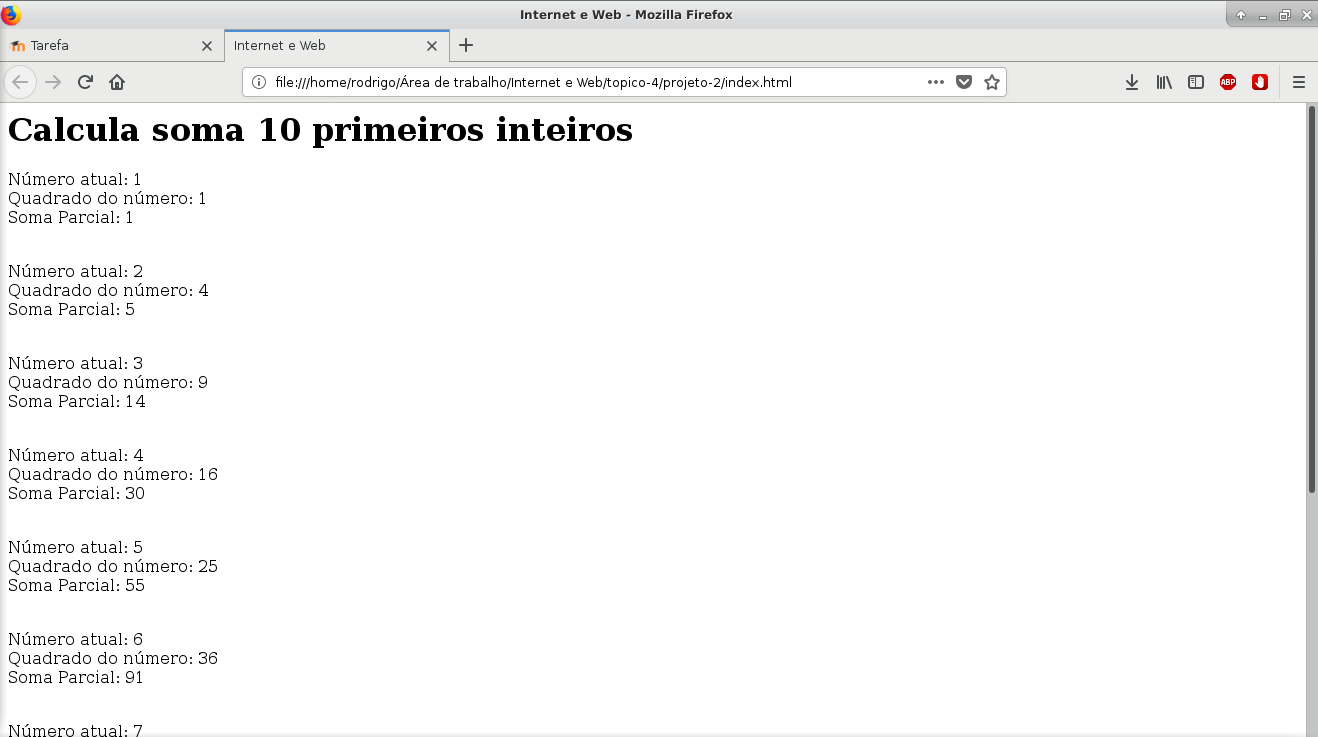 Internet e Web - Mozilla Firefox
Tarefa
Internet e Web
file:///home/rodrigo/Área de trabalho/Internet e Web/topico-4/projeto-2/index.html
ABP
Calcula soma 10 primeiros inteiros
Número atual: 1
Quadrado do número: 1
Soma Parcial: 1
Número atual: 2
Quadrado do número: 4
Soma Parcial: 5
Número atual: 3
Quadrado do número: 9
Soma Parcial: 14
Número atual: 4
Quadrado do número: 16
Soma Parcial: 30
Número atual: 5
Quadrado do número: 25
Soma Parcial: 55
Número atual: 6
Quadrado do número: 36
Soma Parcial: 91
Número atual: 7